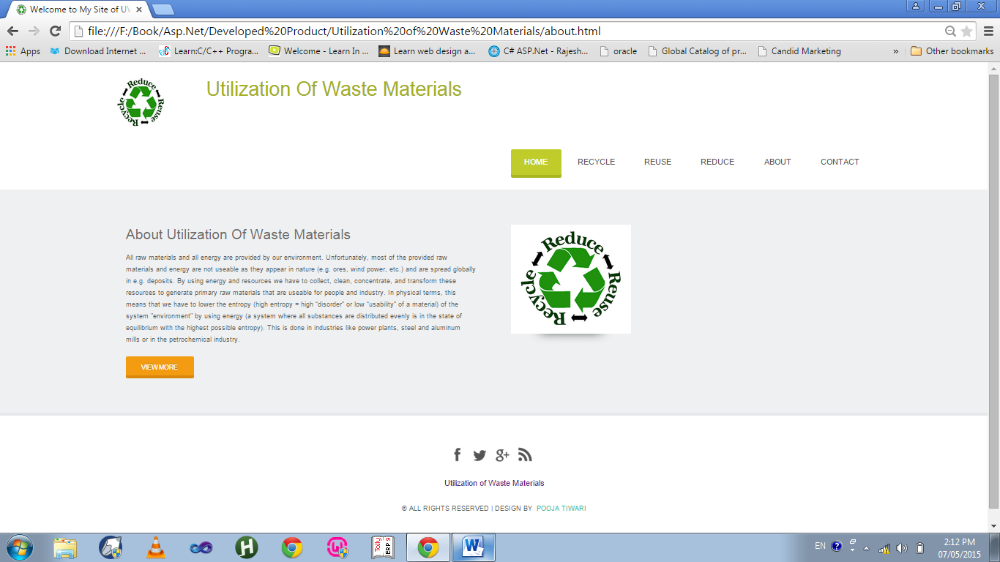 Welcome to My Site of UW
file:///F:/Book/Asp.Net/Developed%20Product/Utilization%20of%20Waste%20Materials/about.html
Apps Download Internet ... Learn:C/C++ Progra... Welcome - Learn In ... Learn web design a... C# ASP.Net - Rajesh... oracle Global Catalog of pr... Candid Marketing » Other bookmarks
Reduce Reuse Recycle
Utilization Of Waste Materials
HOME RECYCLE REUSE REDUCE ABOUT CONTACT
About Utilization Of Waste Materials
All raw materials and all energy are provided by our environment. Unfortunately, most of the provided raw
materials and energy are not useable as they appear in nature (e.g. ores, wind power, etc.) and are spread globally
in e.g. deposits. By using energy and resources we have to collect, clean, concentrate, and transform these
resources to generate primary raw materials that are useable for people and industry. In physical terms, this
means that we have to lower the entropy (high entropy = high "disorder" or low "usability" of a material) of the
system "environment" by using energy (a system where all substances are distributed evenly is in the state of
equilibrium with the highest possible entropy). This is done in industries like power plants, steel and aluminum
mills or in the petrochemical industry.
VIEW MORE
Reduce Reuse Recycle
Utilization of Waste Materials
© ALL RIGHTS RESERVED | DESIGN BY POOJA TIWARI
Tally ERP 9
EN
2:12 PM
07/05/2015